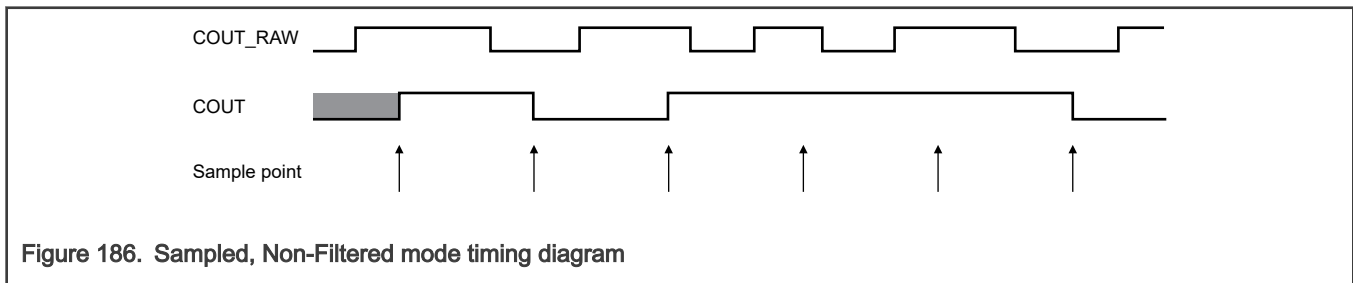 COUT_RAW
COUT
Sample point
Figure 186. Sampled, Non-Filtered mode timing diagram